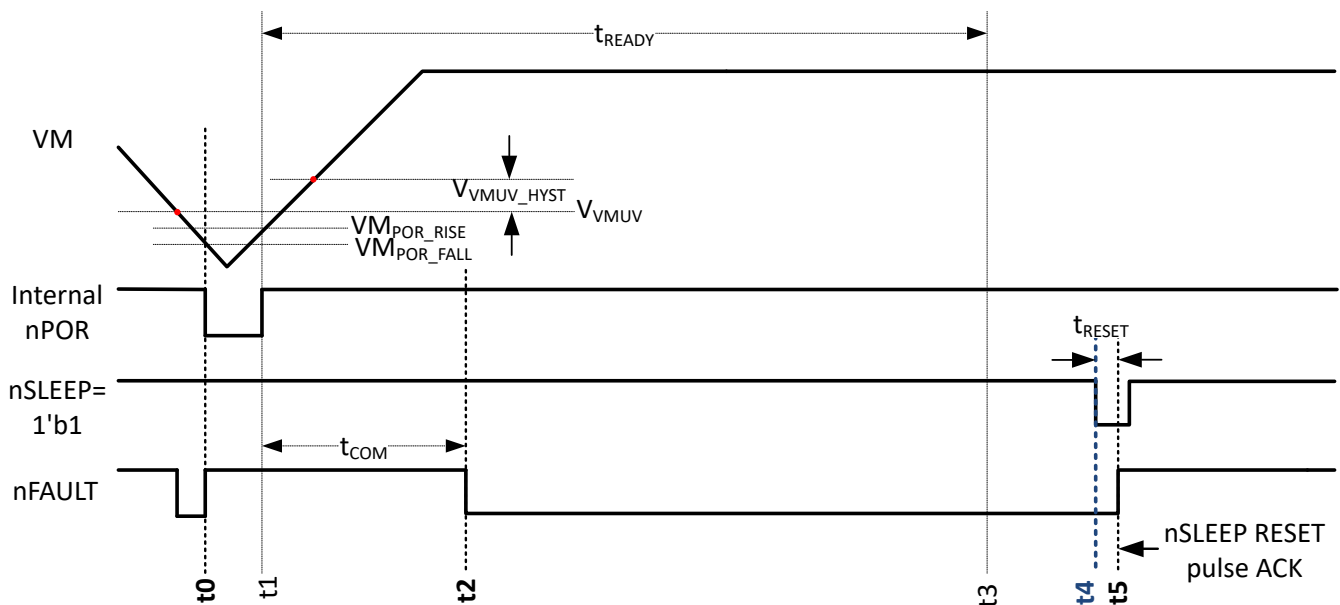 tREADY
VM
VVMUV_HYST
VVMUV
VMPOR_RISE
VMPOR_FALL
Internal
nPOR
tRESET
nSLEEP=
1'b1
tCOM
nFAULT
nSLEEP RESET
pulse ACK
t0
t1
t2
t3
t4
t5